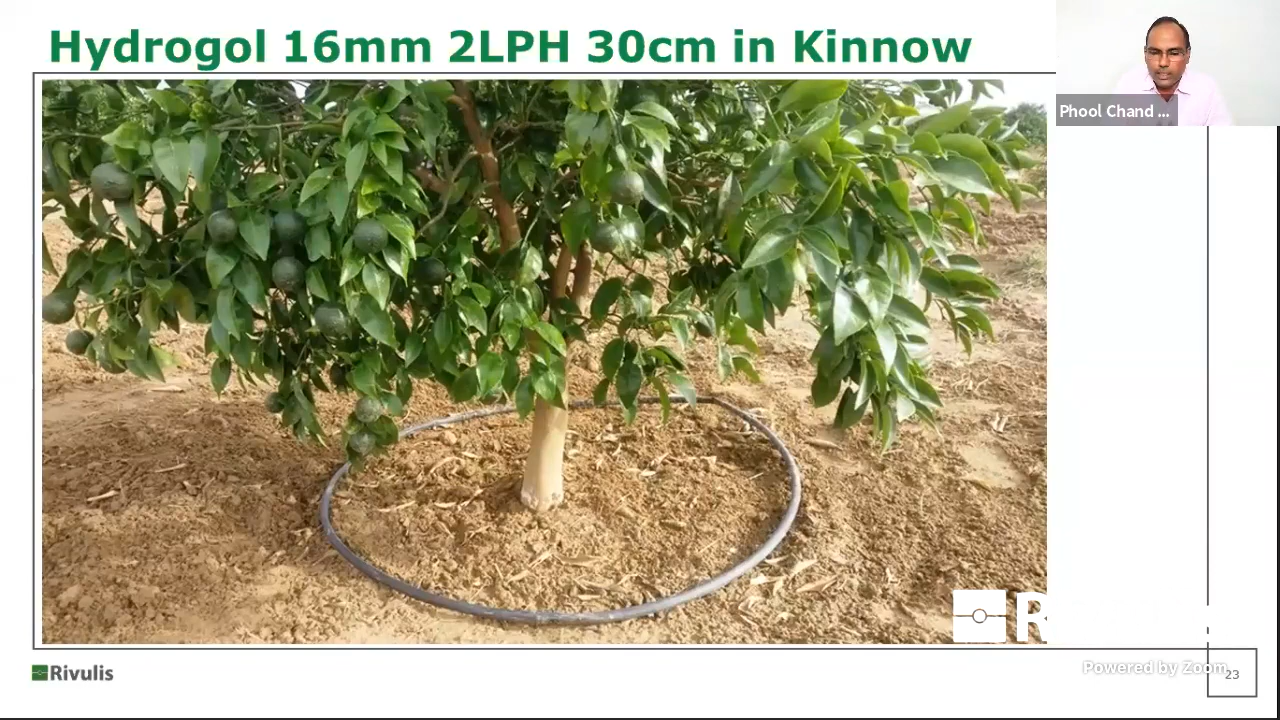 Hydrogol 16mm 2LPH 30cm in Kinnow
Phool Chand ...
R
Rivulis
Powered by Zoom
23